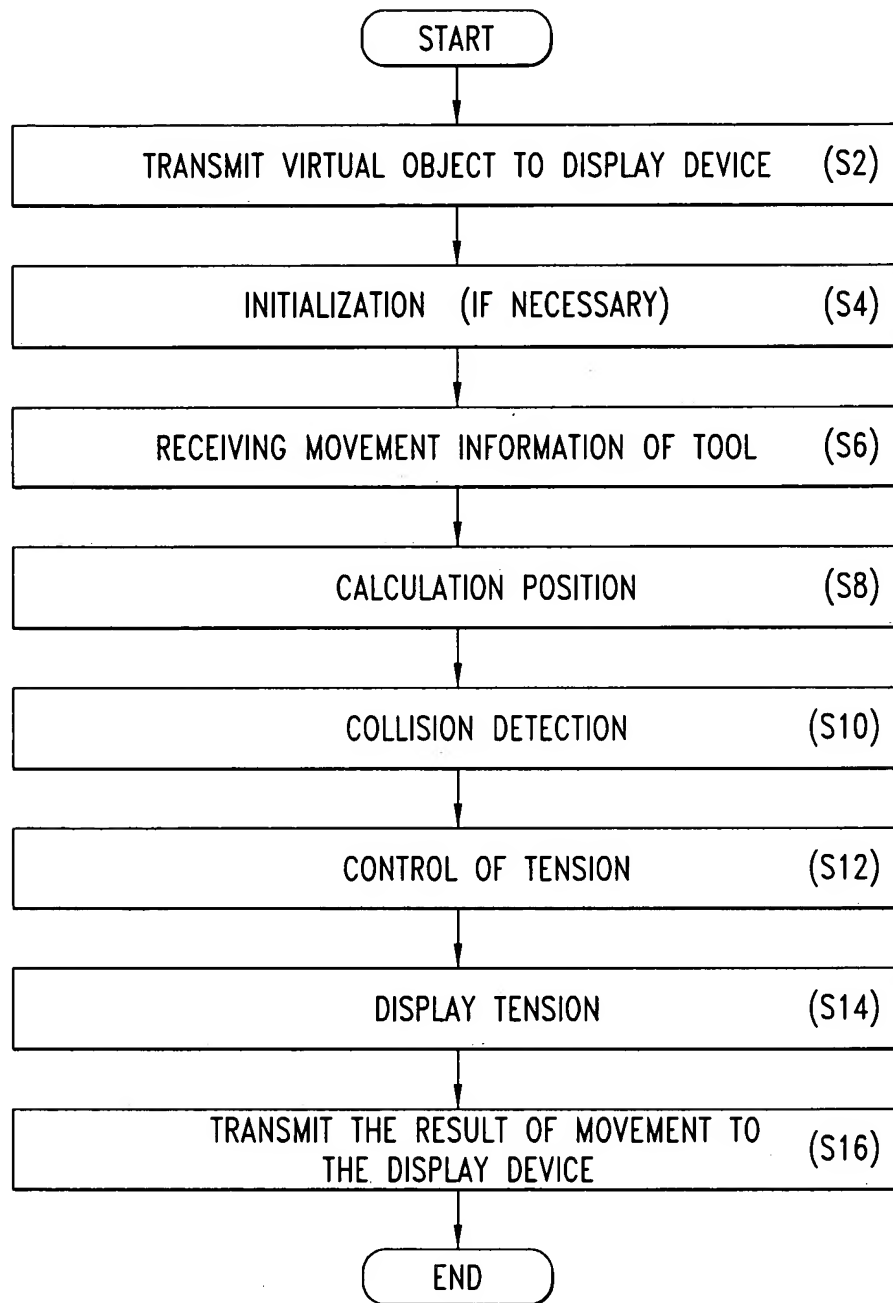 START
TRANSMIT VIRTUAL OBJECT TO DISPLAY DEVICE (S2)
INITIALIZATION (IF NECESSARY) (S4)
RECEIVING MOVEMENT INFORMATION OF TOOL (S6)
CALCULATION POSITION (S8)
COLLISION DETECTION (S10)
CONTROL OF TENSION (S12)
DISPLAY TENSION (S14)
TRANSMIT THE RESULT OF MOVEMENT TO
THE DISPLAY DEVICE (S16)
END